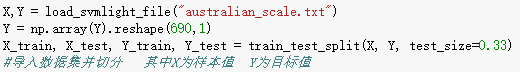 X,Y = load_svmlight_file("australian_scale.txt")
Y = np.array(Y).reshape(690,1)
X_train, X_test, Y_train, Y_test = train_test_split(X, Y, test_size=0.33)
#导入数据集并切分   其中X为样本值  Y为目标值